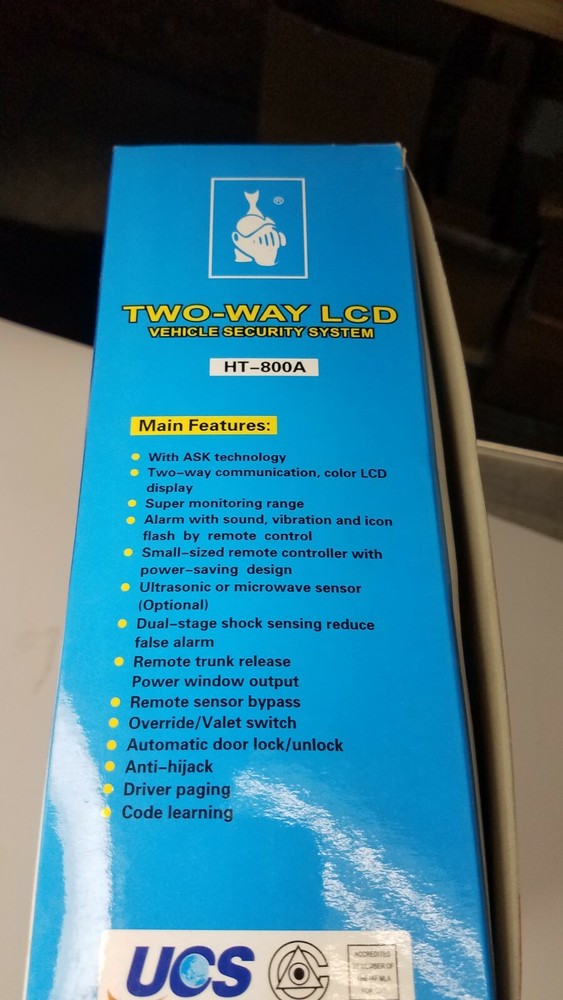 ®
TWO-WAY LCD
VEHICLE SECURITY SYSTEM
HT-800A
Main Features:
With ASK technology
Two-way communication, color LCD
display
Super monitoring range
Alarm with sound, vibration and icon
flash by remote control
Small-sized remote controller with
power-saving design
Ultrasonic or microwave sensor
(Optional)
Dual-stage shock sensing reduce
false alarm
Remote trunk release
Power window output
Remote sensor bypass
Override/Valet switch
Automatic door lock/unlock
Anti-hijack
Driver paging
Code learning
UCS
ACCREDITED
OF